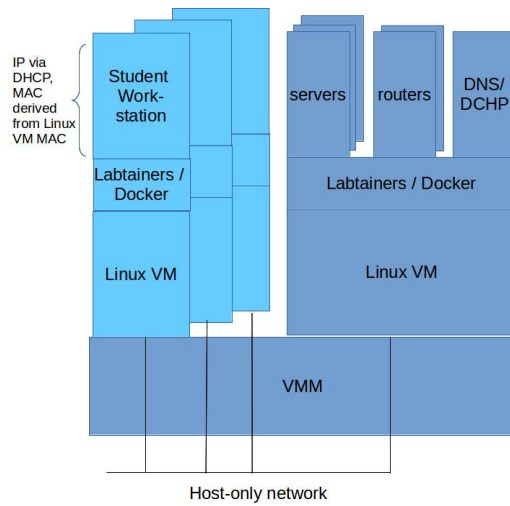 IP via
DHCP,
MAC
derived
from Linux
VM MAC
Student
Work-
station
Labtainers /
Docker
Linux VM
servers
routers
DNS/
DCHP
Labtainers / Docker
Linux VM
VMM
Host-only network